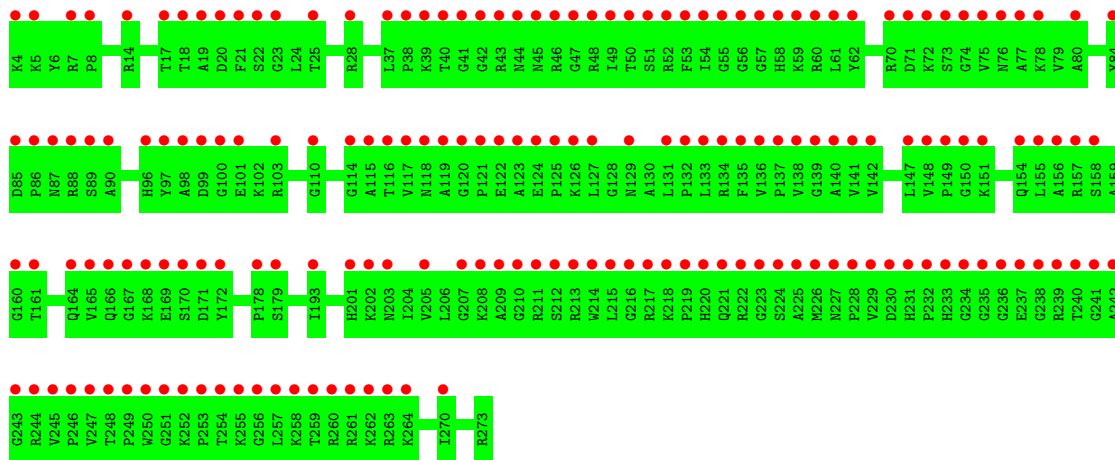 K4 K5 Y6 R7 P8 R14 T17 T18 A19 D20 F21 S22 G23 L24 T25 R28 L37 P38 K39 T40 G41 G42 R43 N44 N45 R46 G47 R48 I49 T50 S51 R52 F53 I54 G55 G56 G57 H58 K59 R60 L61 Y62 R70 D71 K72 S73 G74 V75 N76 A77 K78 V79 A80 Y84
D85 P86 N87 R88 S89 A90 H96 Y97 A98 D99 G100 E101 K102 R103 G110 G114 A115 T116 V117 N118 A119 G120 P121 E122 A123 E124 P125 K126 L127 G128 N129 A130 L131 P132 L133 R134 F135 V136 P137 V138 G139 A140 V141 V142 L147 V148 P149 G150 K151 Q154 L155 A156 R157 S158 A159
G160 T161 Q164 V165 Q166 G167 K168 E169 S170 D171 Y172 P178 S179 I193 H201 K202 N203 I204 V205 L206 G207 K208 A209 G210 R211 S212 R213 W214 L215 G216 R217 K218 P219 H220 Q221 R222 G223 S224 A225 M226 N227 P228 V229 D230 H231 P232 H233 G234 G235 G236 E237 G238 R239 T240 G241 A242
G243 R244 V245 P246 V247 T248 P249 W250 G251 K252 P253 T254 K255 G256 L257 K258 T259 R260 R261 K262 R263 K264 I270 R273